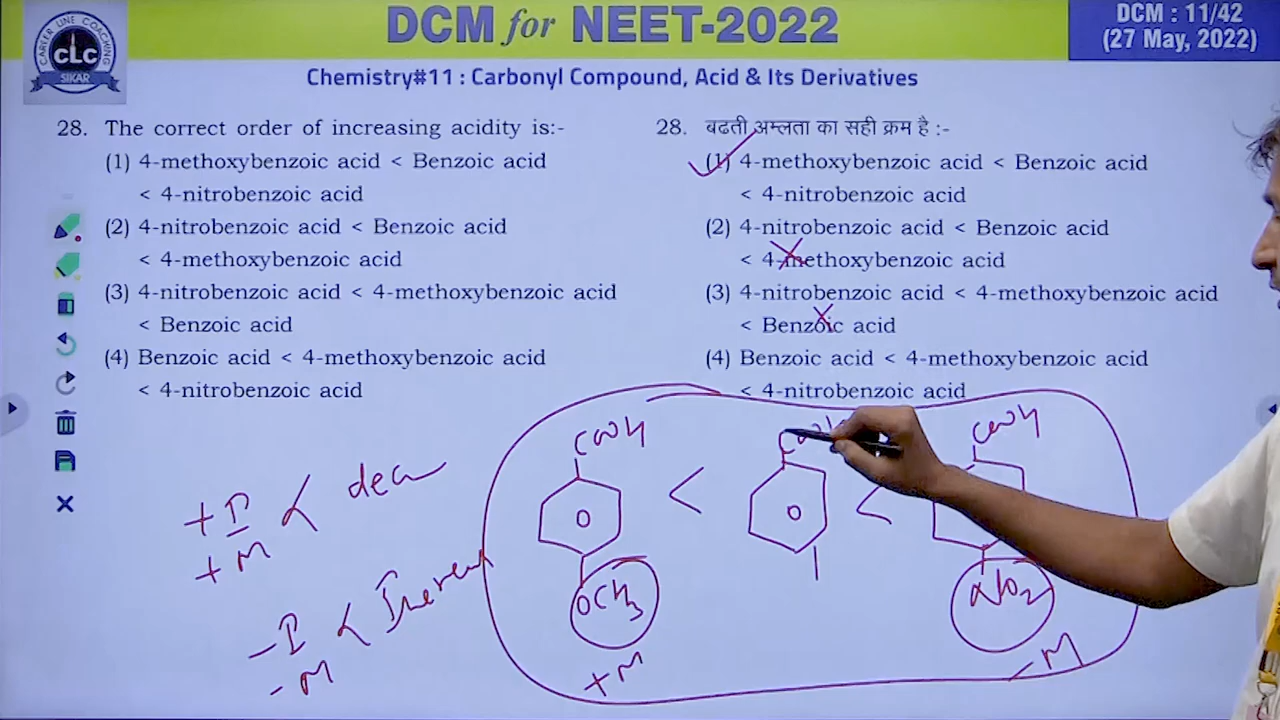 DCM for NEET-2022
DCM : 11/42
(27 May, 2022)
CAREER LINE COACHING
CLC
SIKAR
Chemistry#11 : Carbonyl Compound, Acid & Its Derivatives
28. The correct order of increasing acidity is:-
(1) 4-methoxybenzoic acid < Benzoic acid
< 4-nitrobenzoic acid
(2) 4-nitrobenzoic acid < Benzoic acid
< 4-methoxybenzoic acid
(3) 4-nitrobenzoic acid < 4-methoxybenzoic acid
< Benzoic acid
(4) Benzoic acid < 4-methoxybenzoic acid
< 4-nitrobenzoic acid
28. बढती अम्लता का सही क्रम है :-
(1) 4-methoxybenzoic acid < Benzoic acid
< 4-nitrobenzoic acid
(2) 4-nitrobenzoic acid < Benzoic acid
< 4-methoxybenzoic acid
(3) 4-nitrobenzoic acid < 4-methoxybenzoic acid
< Benzoic acid
(4) Benzoic acid < 4-methoxybenzoic acid
< 4-nitrobenzoic acid
COOH < COOH < COOH
OCH3 NO2
+M -M
+I
+M
-I
-M